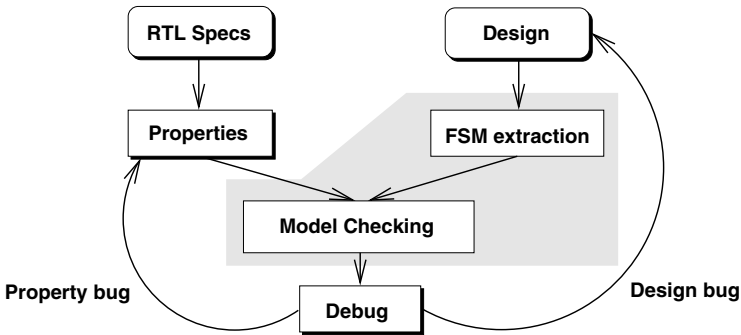 RTL Specs
Design
Properties
FSM extraction
Model Checking
Property bug
Design bug
Debug